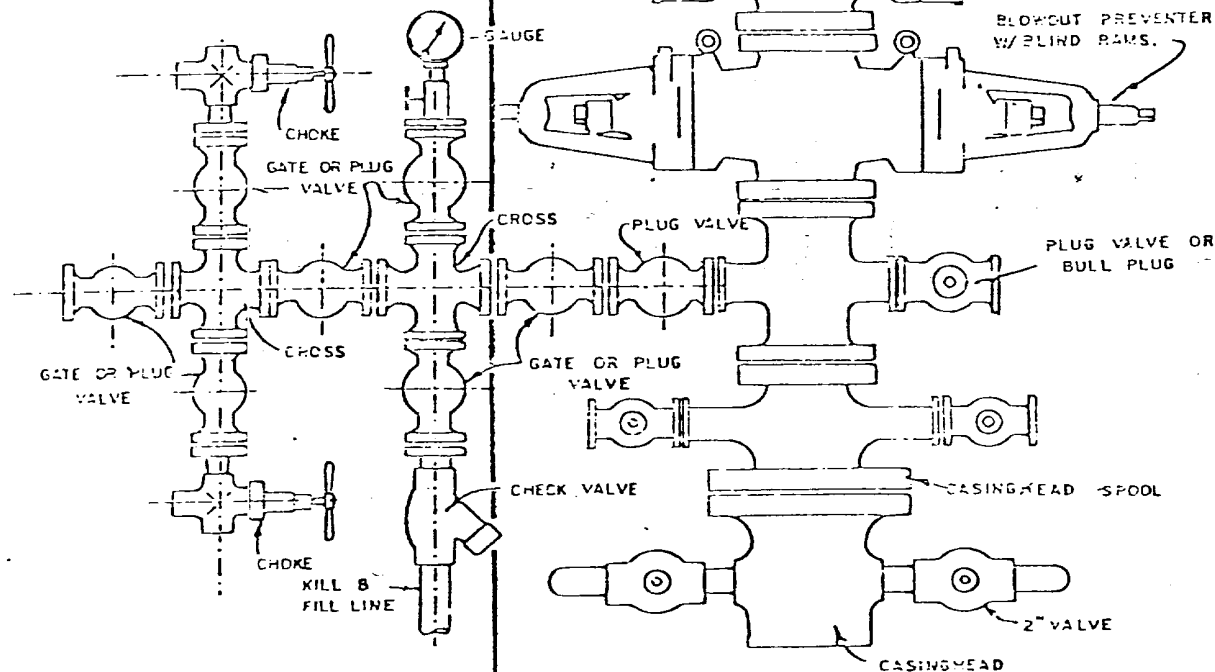 GAUGE
BLOWOUT PREVENTER
W/BLIND RAMS.
CHOKE
GATE OR PLUG
VALVE
CROSS
PLUG VALVE
PLUG VALVE OR
BULL PLUG
CROSS
GATE OR PLUG
VALVE
GATE OR PLUG
VALVE
CHECK VALVE
CASINGHEAD SPOOL
CHOKE
KILL &
FILL LINE
2" VALVE
CASINGHEAD